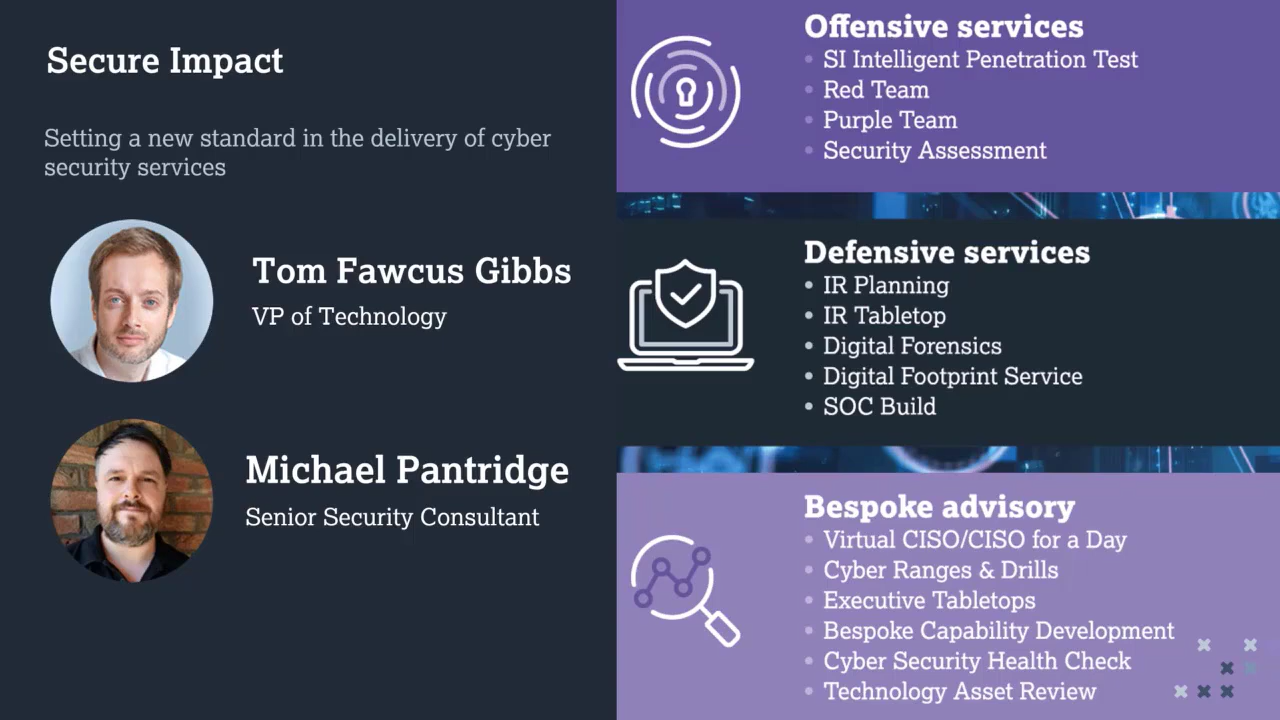 Secure Impact
Setting a new standard in the delivery of cyber
security services
Tom Fawcus Gibbs
VP of Technology
Michael Pantridge
Senior Security Consultant
Offensive services
• SI Intelligent Penetration Test
• Red Team
• Purple Team
• Security Assessment
Defensive services
• IR Planning
• IR Tabletop
• Digital Forensics
• Digital Footprint Service
• SOC Build
Bespoke advisory
• Virtual CISO/CISO for a Day
• Cyber Ranges & Drills
• Executive Tabletops
• Bespoke Capability Development
• Cyber Security Health Check
• Technology Asset Review